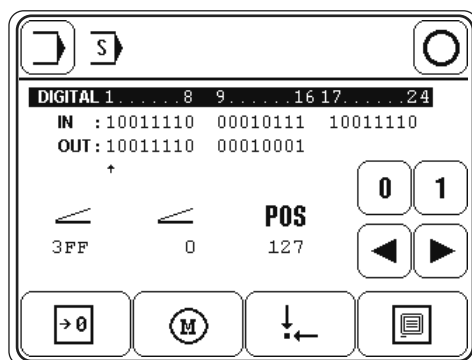 S
DIGITAL 1......8 9......16 17......24
IN : 10011110 00010111 10011110
OUT : 10011110 00010001
0 1
POS
3FF 0 127
→0 M